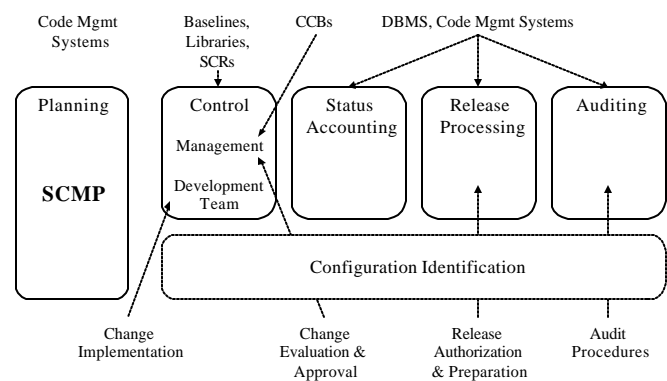 Code Mgmt
Systems
Baselines,
Libraries,
SCRs
CCBs
DBMS, Code Mgmt Systems
Planning
SCMP
Control
Management
Development
Team
Status
Accounting
Release
Processing
Auditing
Configuration Identification
Change
Implementation
Change
Evaluation &
Approval
Release
Authorization
& Preparation
Audit
Procedures